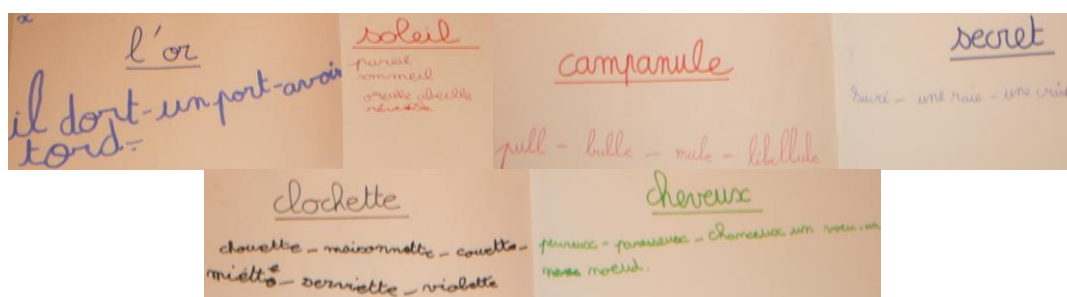 x
l'or
il dort - un port - avoir
tord -
soleil
pareil
sommeil
oreille abeille
campanule
pull - bulle - mule - libellule
secret
sucré - une raie - une craie
clochette
chouette - maisonnette - couette -
miette - serviette - violette
cheveux
peureux - paresseux - chanceux un voeu - un
noeud.